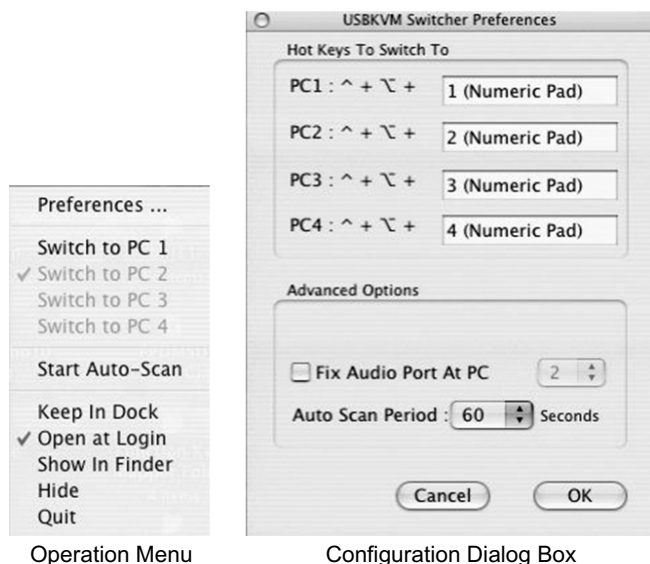 Preferences ...
Switch to PC 1
✓ Switch to PC 2
Switch to PC 3
Switch to PC 4
Start Auto-Scan
Keep In Dock
✓ Open at Login
Show In Finder
Hide
Quit
Operation Menu
USBKVM Switcher Preferences
Hot Keys To Switch To
PC1 : ^ + ⌥ + 1 (Numeric Pad)
PC2 : ^ + ⌥ + 2 (Numeric Pad)
PC3 : ^ + ⌥ + 3 (Numeric Pad)
PC4 : ^ + ⌥ + 4 (Numeric Pad)
Advanced Options
Fix Audio Port At PC 2
Auto Scan Period : 60 Seconds
Cancel OK
Configuration Dialog Box